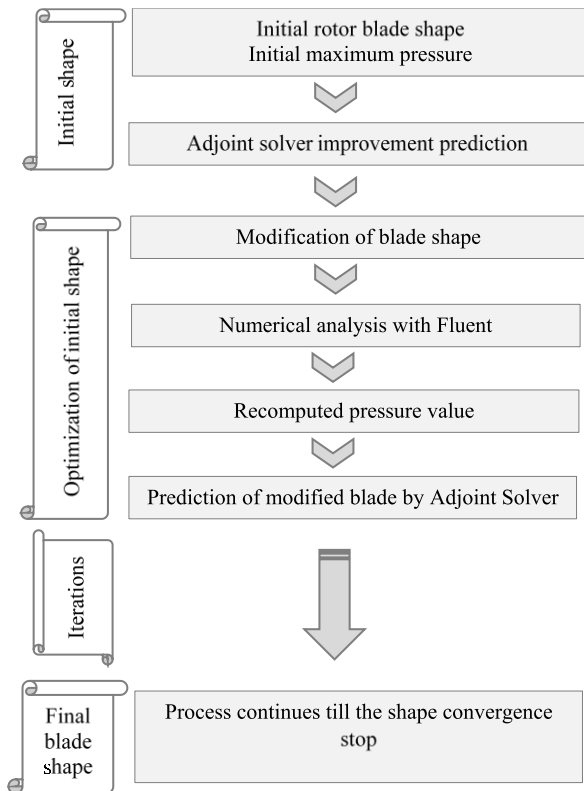 Initial shape
Initial rotor blade shape
Initial maximum pressure
Adjoint solver improvement prediction
Optimization of initial shape
Modification of blade shape
Numerical analysis with Fluent
Recomputed pressure value
Prediction of modified blade by Adjoint Solver
Iterations
Final
blade
shape
Process continues till the shape convergence
stop